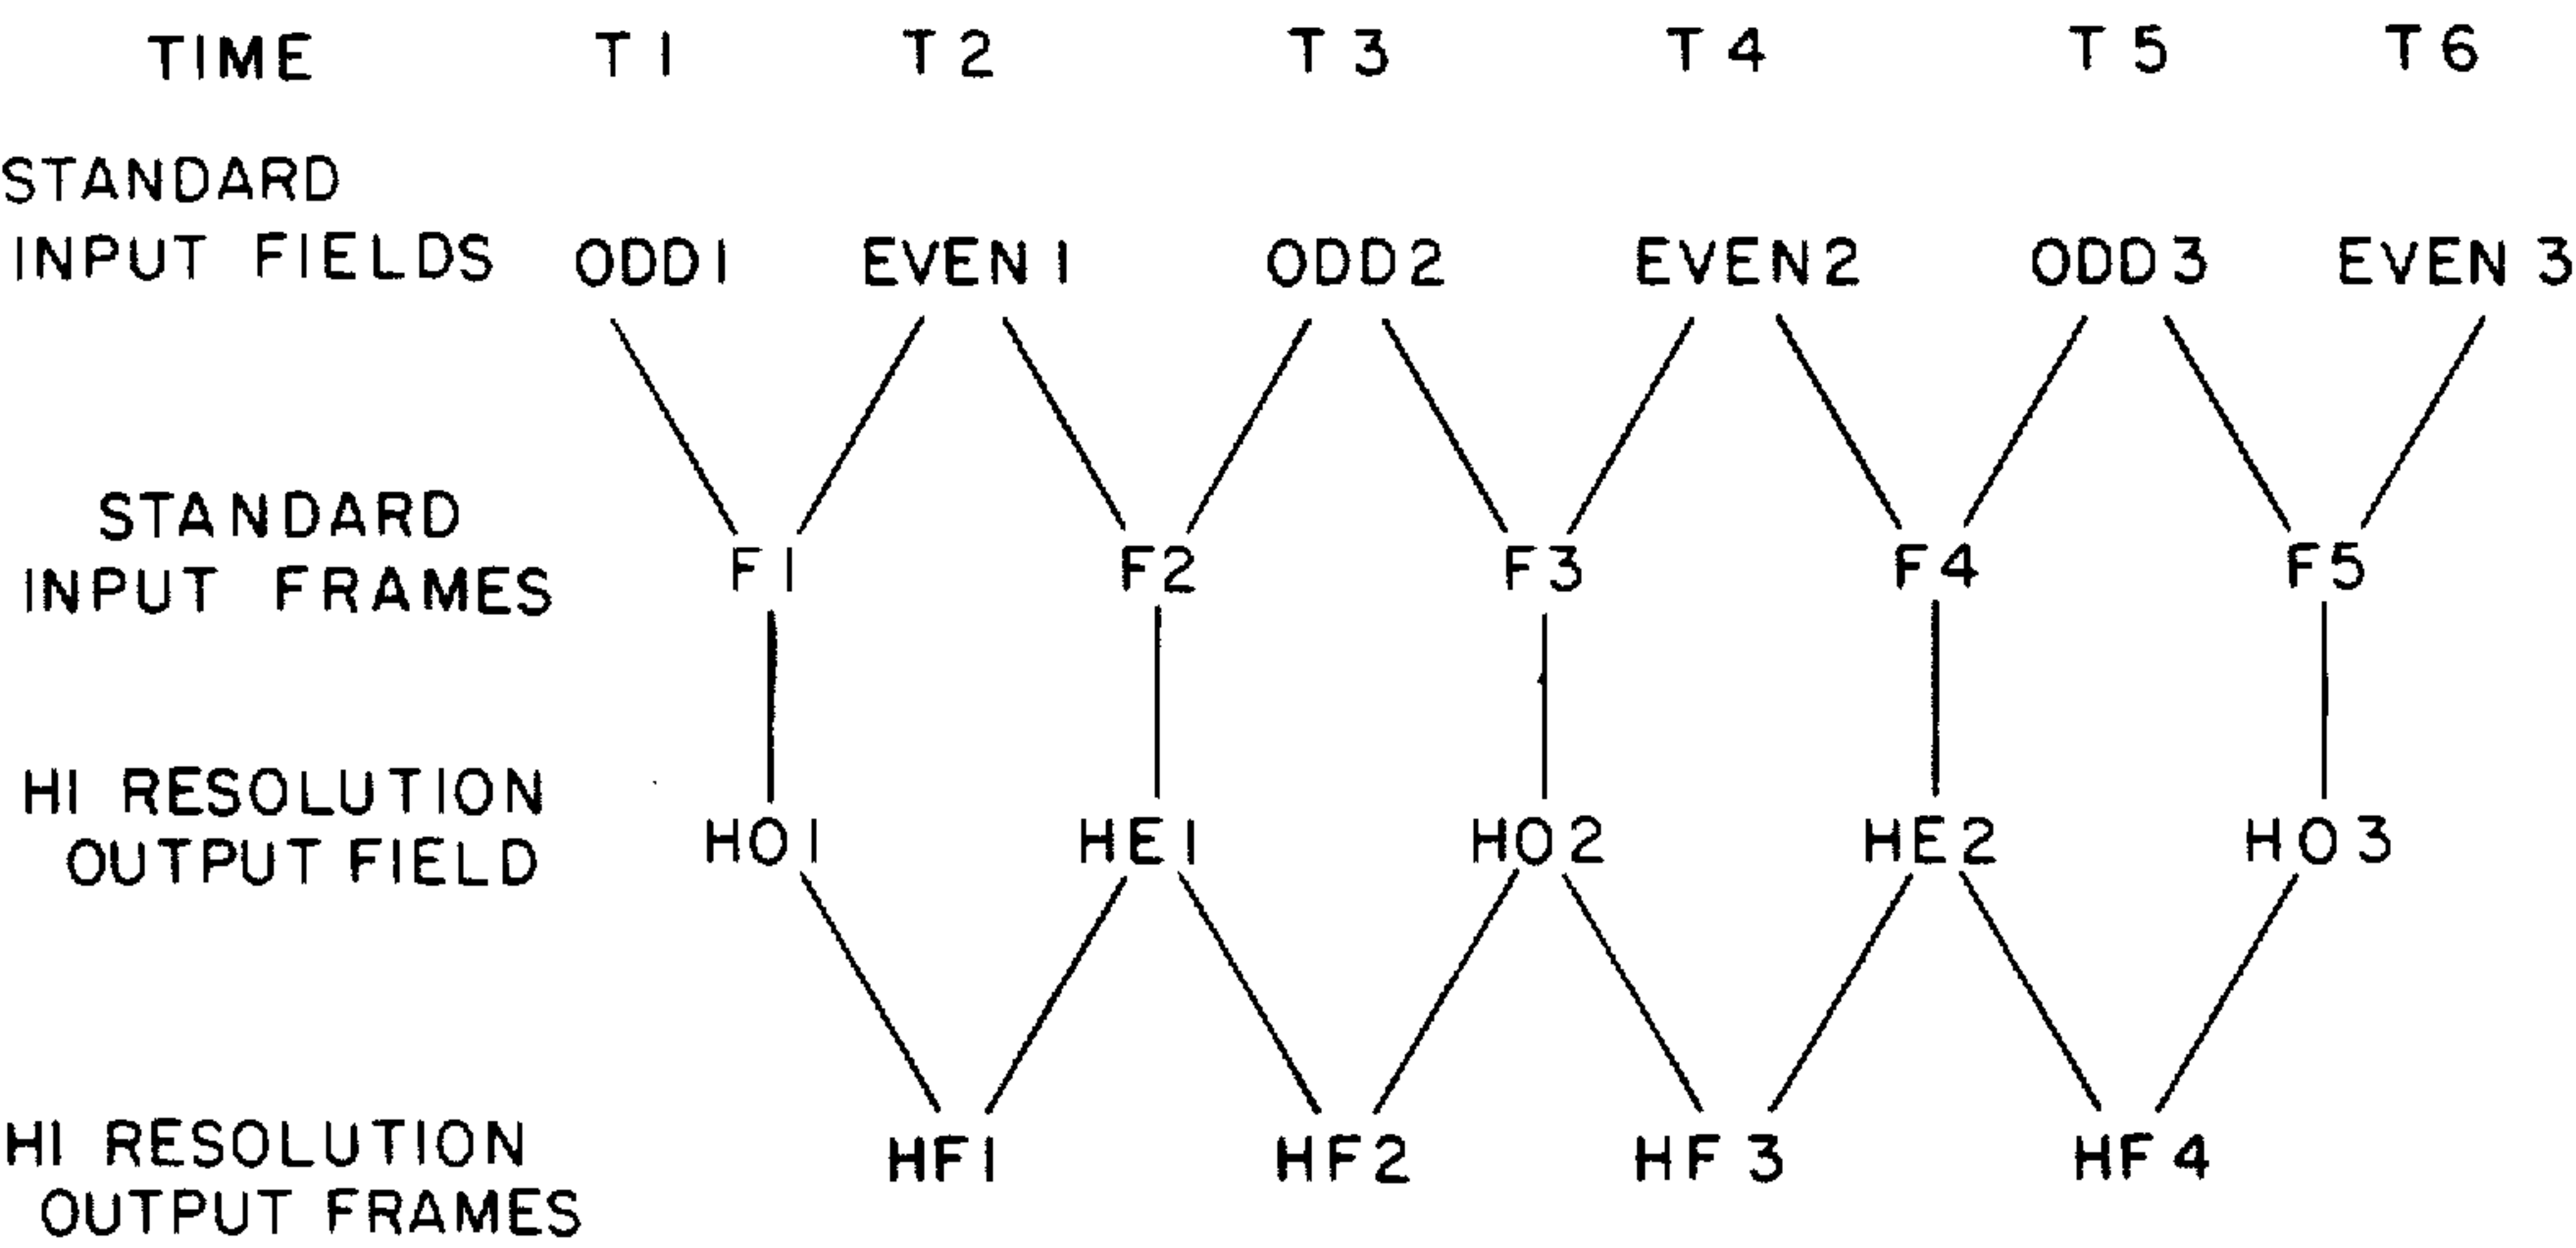 TIME T1 T2 T3 T4 T5 T6
STANDARD
INPUT FIELDS ODD1 EVEN1 ODD2 EVEN2 ODD3 EVEN3
STANDARD
INPUT FRAMES F1 F2 F3 F4 F5
HI RESOLUTION
OUTPUT FIELD HO1 HE1 HO2 HE2 HO3
HI RESOLUTION
OUTPUT FRAMES HF1 HF2 HF3 HF4